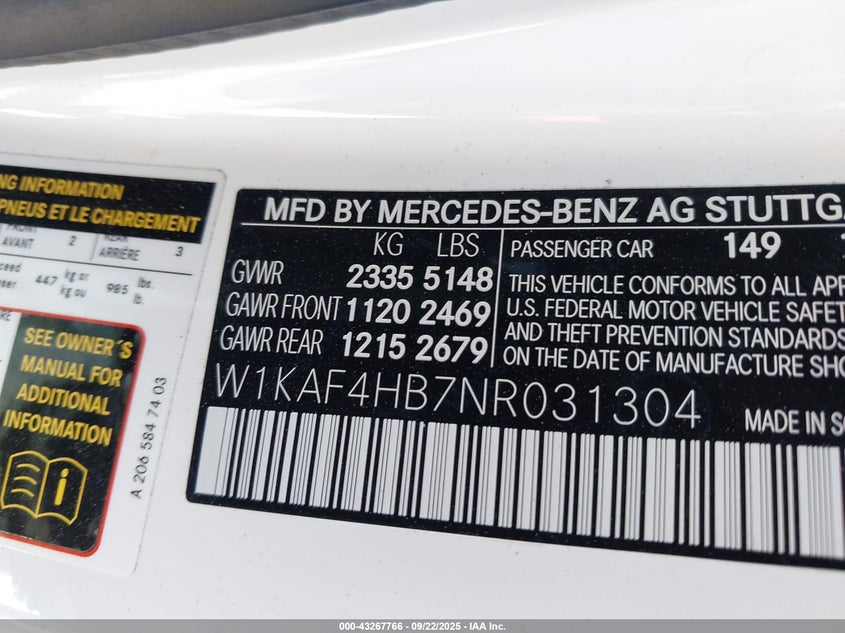 NG INFORMATION
PNEUS ET LE CHARGEMENT
AVANT 2 ARRIÈRE 3
447 kg or kg ou 985 lbs. lb.
SEE OWNER´S
MANUAL FOR
ADDITIONAL
INFORMATION
A 206 584 74 03
MFD BY MERCEDES-BENZ AG STUTTGA
KG LBS
GVWR 2335 5148
GAWR FRONT 1120 2469
GAWR REAR 1215 2679
PASSENGER CAR 149
THIS VEHICLE CONFORMS TO ALL APP
U.S. FEDERAL MOTOR VEHICLE SAFET
AND THEFT PREVENTION STANDARDS
ON THE DATE OF MANUFACTURE SHO
W1KAF4HB7NR031304
MADE IN SO
000-43267766 - 09/22/2025 - IAA Inc.